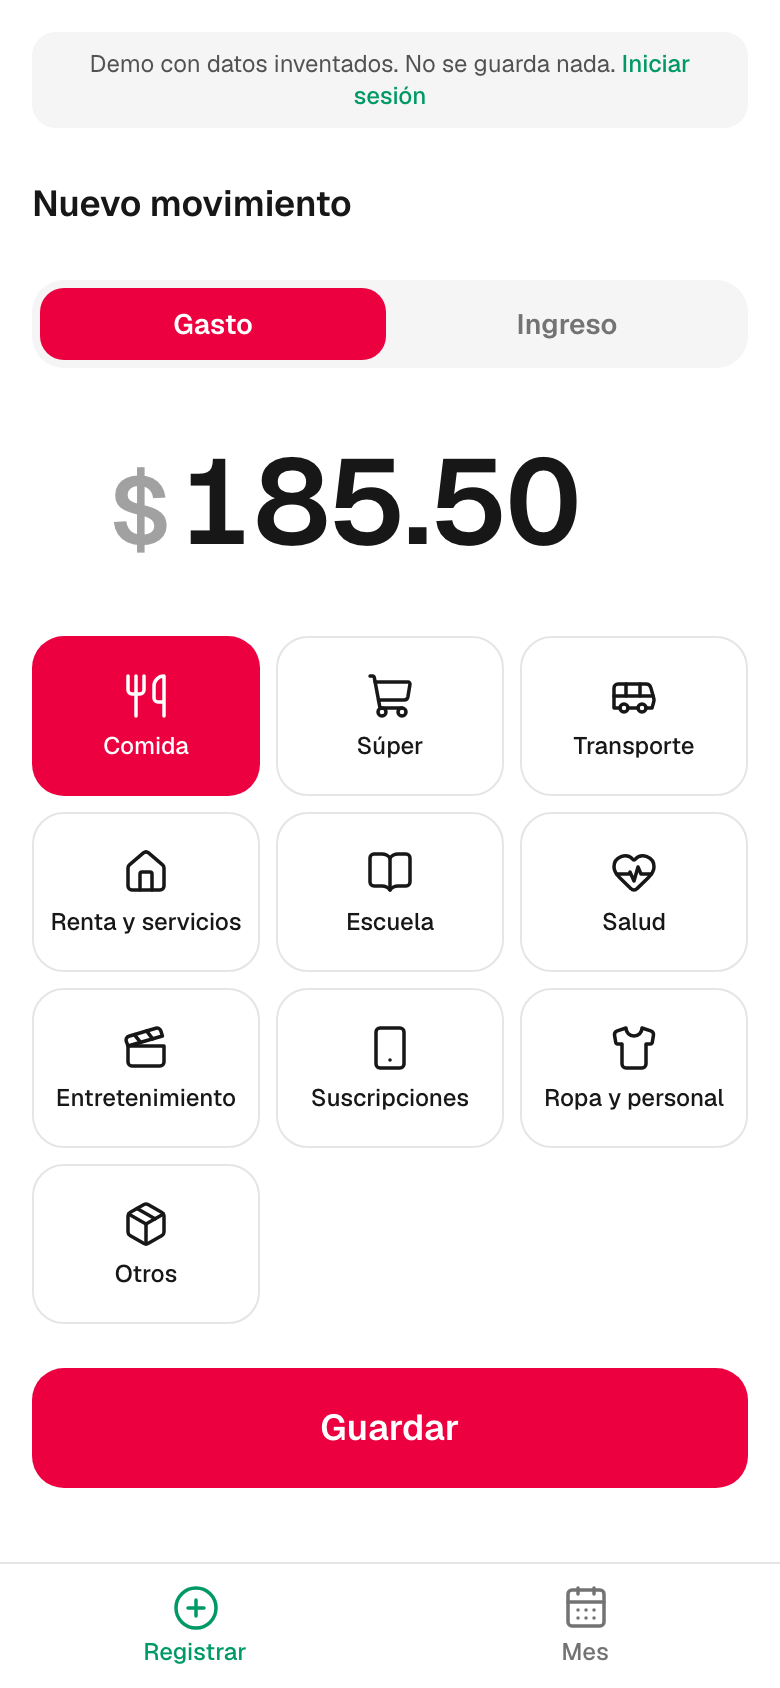 Demo con datos inventados. No se guarda nada. Iniciar
sesión
Nuevo movimiento
Gasto
Ingreso
$185.50
Comida
Súper
Transporte
Renta y servicios
Escuela
Salud
Entretenimiento
Suscripciones
Ropa y personal
Otros
Guardar
Registrar
Mes